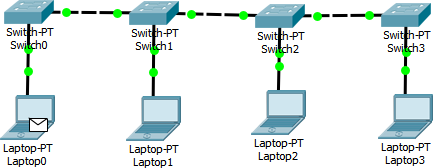 Switch-PT
Switch0
Switch-PT
Switch1
Switch-PT
Switch2
Switch-PT
Switch3
Laptop-PT
Laptop0
Laptop-PT
Laptop1
Laptop-PT
Laptop2
Laptop-PT
Laptop3